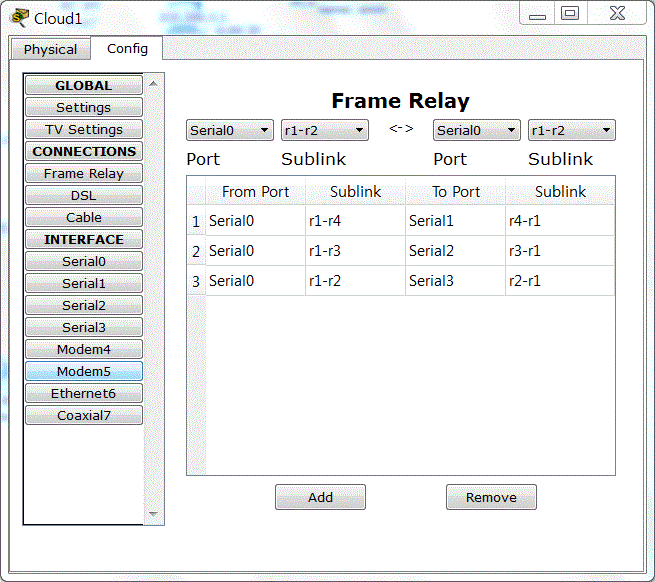 Cloud1
Physical Config
GLOBAL
Settings
TV Settings
CONNECTIONS
Frame Relay
DSL
Cable
INTERFACE
Serial0
Serial1
Serial2
Serial3
Modem4
Modem5
Ethernet6
Coaxial7
Frame Relay
Serial0 r1-r2 <-> Serial0 r1-r2
Port Sublink Port Sublink
From Port Sublink To Port Sublink
1 Serial0 r1-r4 Serial1 r4-r1
2 Serial0 r1-r3 Serial2 r3-r1
3 Serial0 r1-r2 Serial3 r2-r1
Add Remove